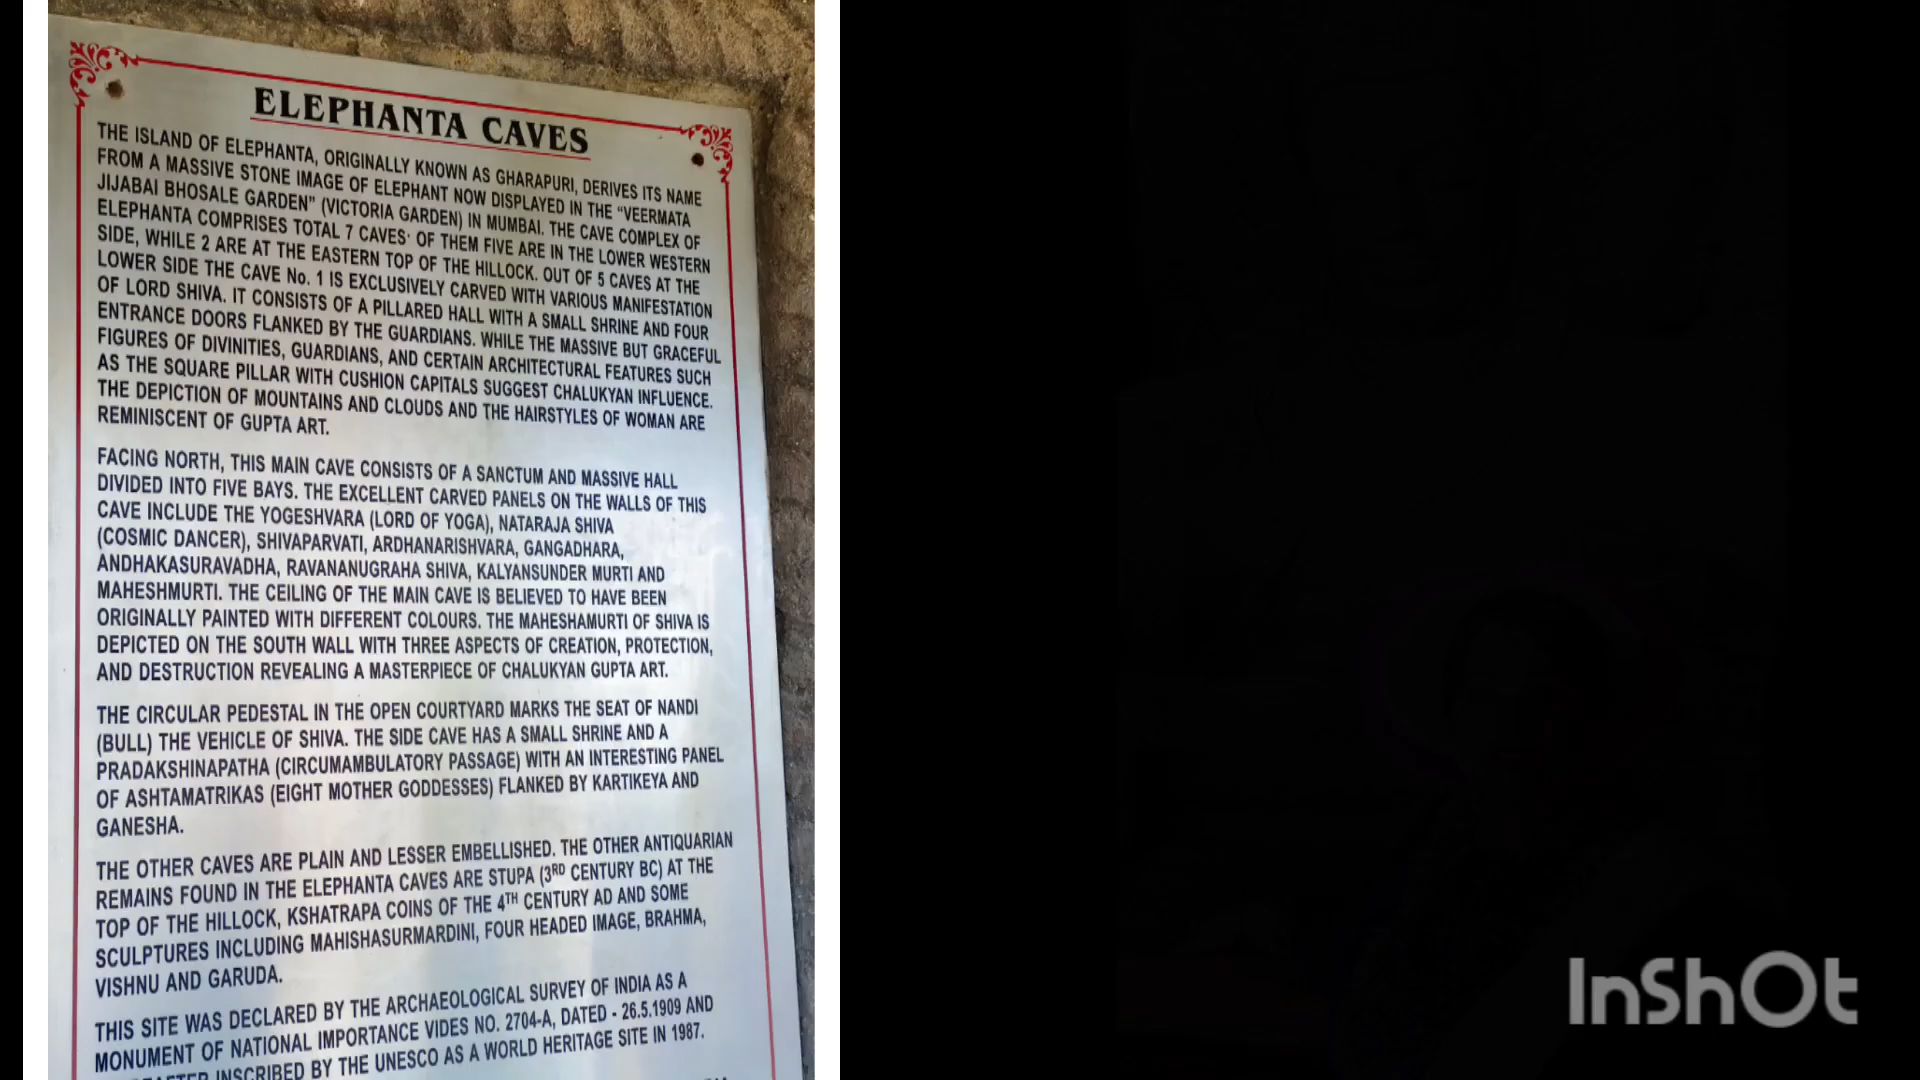 ELEPHANTA CAVES
THE ISLAND OF ELEPHANTA, ORIGINALLY KNOWN AS GHARAPURI, DERIVES ITS NAME
FROM A MASSIVE STONE IMAGE OF ELEPHANT NOW DISPLAYED IN THE "VEERMATA
JIJABAI BHOSALE GARDEN" (VICTORIA GARDEN) IN MUMBAI. THE CAVE COMPLEX OF
ELEPHANTA COMPRISES TOTAL 7 CAVES· OF THEM FIVE ARE IN THE LOWER WESTERN
SIDE, WHILE 2 ARE AT THE EASTERN TOP OF THE HILLOCK. OUT OF 5 CAVES AT THE
LOWER SIDE THE CAVE No. 1 IS EXCLUSIVELY CARVED WITH VARIOUS MANIFESTATION
OF LORD SHIVA. IT CONSISTS OF A PILLARED HALL WITH A SMALL SHRINE AND FOUR
ENTRANCE DOORS FLANKED BY THE GUARDIANS. WHILE THE MASSIVE BUT GRACEFUL
FIGURES OF DIVINITIES, GUARDIANS, AND CERTAIN ARCHITECTURAL FEATURES SUCH
AS THE SQUARE PILLAR WITH CUSHION CAPITALS SUGGEST CHALUKYAN INFLUENCE.
THE DEPICTION OF MOUNTAINS AND CLOUDS AND THE HAIRSTYLES OF WOMAN ARE
REMINISCENT OF GUPTA ART.
FACING NORTH, THIS MAIN CAVE CONSISTS OF A SANCTUM AND MASSIVE HALL
DIVIDED INTO FIVE BAYS. THE EXCELLENT CARVED PANELS ON THE WALLS OF THIS
CAVE INCLUDE THE YOGESHVARA (LORD OF YOGA), NATARAJA SHIVA
(COSMIC DANCER), SHIVAPARVATI, ARDHANARISHVARA, GANGADHARA,
ANDHAKASURAVADHA, RAVANANUGRAHA SHIVA, KALYANSUNDER MURTI AND
MAHESHMURTI. THE CEILING OF THE MAIN CAVE IS BELIEVED TO HAVE BEEN
ORIGINALLY PAINTED WITH DIFFERENT COLOURS. THE MAHESHAMURTI OF SHIVA IS
DEPICTED ON THE SOUTH WALL WITH THREE ASPECTS OF CREATION, PROTECTION,
AND DESTRUCTION REVEALING A MASTERPIECE OF CHALUKYAN GUPTA ART.
THE CIRCULAR PEDESTAL IN THE OPEN COURTYARD MARKS THE SEAT OF NANDI
(BULL) THE VEHICLE OF SHIVA. THE SIDE CAVE HAS A SMALL SHRINE AND A
PRADAKSHINAPATHA (CIRCUMAMBULATORY PASSAGE) WITH AN INTERESTING PANEL
OF ASHTAMATRIKAS (EIGHT MOTHER GODDESSES) FLANKED BY KARTIKEYA AND
GANESHA.
THE OTHER CAVES ARE PLAIN AND LESSER EMBELLISHED. THE OTHER ANTIQUARIAN
REMAINS FOUND IN THE ELEPHANTA CAVES ARE STUPA (3RD CENTURY BC) AT THE
TOP OF THE HILLOCK, KSHATRAPA COINS OF THE 4TH CENTURY AD AND SOME
SCULPTURES INCLUDING MAHISHASURMARDINI, FOUR HEADED IMAGE, BRAHMA,
VISHNU AND GARUDA.
THIS SITE WAS DECLARED BY THE ARCHAEOLOGICAL SURVEY OF INDIA AS A
MONUMENT OF NATIONAL IMPORTANCE VIDES NO. 2704-A, DATED - 26.5.1909 AND
INSCRIBED BY THE UNESCO AS A WORLD HERITAGE SITE IN 1987.
InShOt